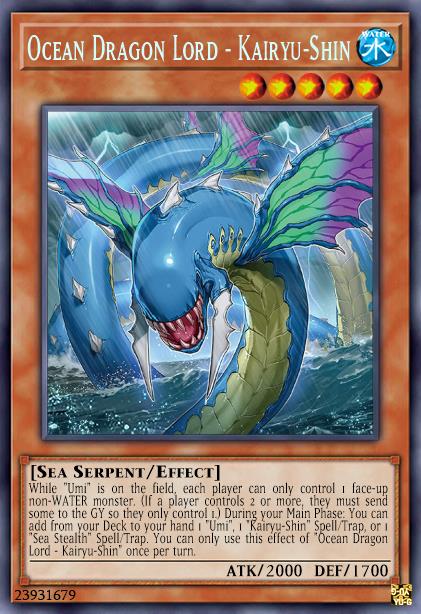 OCEAN DRAGON LORD - KAIRYU-SHIN
WATER
水
[SEA SERPENT/EFFECT]
While "Umi" is on the field, each player can only control 1 face-up
non-WATER monster. (If a player controls 2 or more, they must send
some to the GY so they only control 1.) During your Main Phase: You can
add from your Deck to your hand 1 "Umi", 1 "Kairyu-Shin" Spell/Trap, or 1
"Sea Stealth" Spell/Trap. You can only use this effect of "Ocean Dragon
Lord - Kairyu-Shin" once per turn.
ATK/2000 DEF/1700
23931679